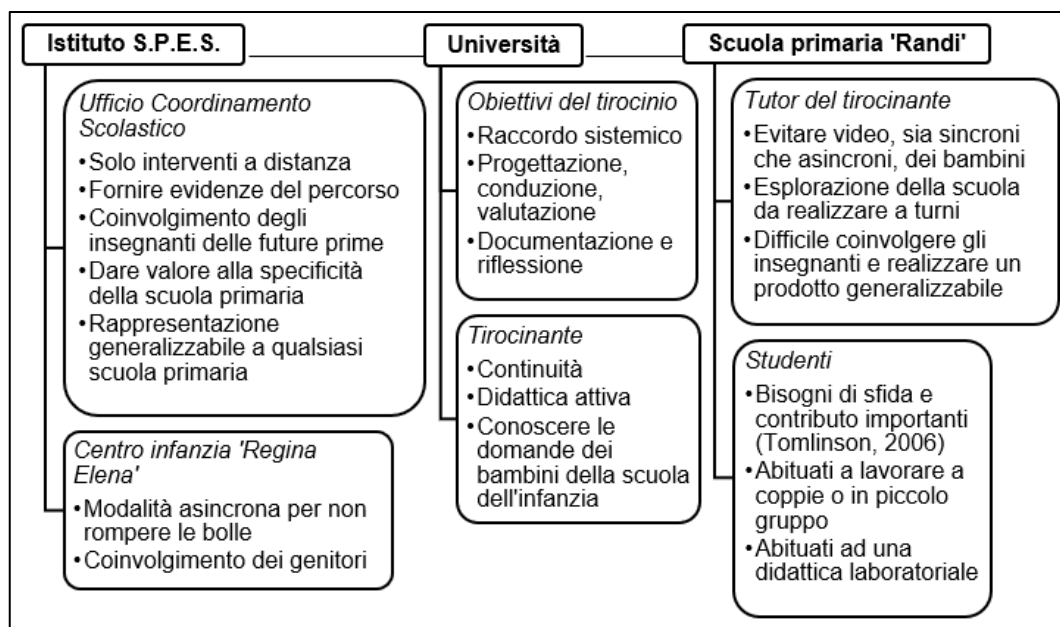 Istituto S.P.E.S.
Ufficio Coordinamento
Scolastico
•Solo interventi a distanza
•Fornire evidenze del percorso
•Coinvolgimento degli
insegnanti delle future prime
•Dare valore alla specificità
della scuola primaria
•Rappresentazione
generalizzabile a qualsiasi
scuola primaria
Centro infanzia 'Regina
Elena'
•Modalità asincrona per non
rompere le bolle
•Coinvolgimento dei genitori
Università
Obiettivi del tirocinio
•Raccordo sistemico
•Progettazione,
conduzione,
valutazione
•Documentazione e
riflessione
Tirocinante
•Continuità
•Didattica attiva
•Conoscere le
domande dei
bambini della scuola
dell'infanzia
Scuola primaria 'Randi'
Tutor del tirocinante
•Evitare video, sia sincroni
che asincroni, dei bambini
•Esplorazione della scuola
da realizzare a turni
•Difficile coinvolgere gli
insegnanti e realizzare un
prodotto generalizzabile
Studenti
•Bisogni di sfida e
contributo importanti
(Tomlinson, 2006)
•Abituati a lavorare a
coppie o in piccolo
gruppo
•Abituati ad una
didattica laboratoriale